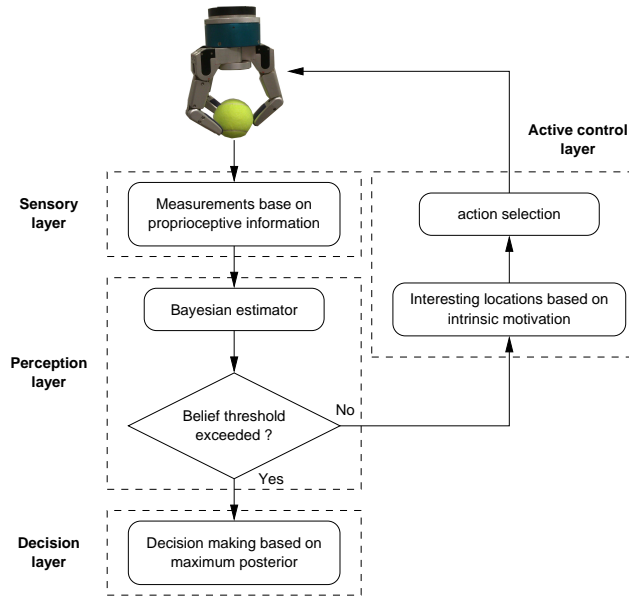 Active control
layer
Sensory
layer
Measurements base on
proprioceptive information
action selection
Bayesian estimator
Interesting locations based on
intrinsic motivation
Perception
layer
Belief threshold
exceeded ?
No
Yes
Decision
layer
Decision making based on
maximum posterior